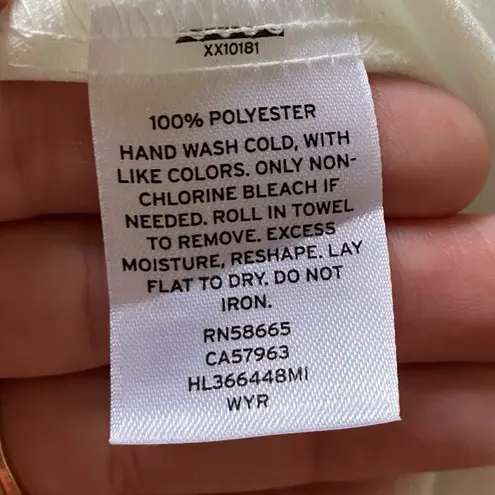 XX10181
100% POLYESTER
HAND WASH COLD, WITH
LIKE COLORS. ONLY NON-
CHLORINE BLEACH IF
NEEDED. ROLL IN TOWEL
TO REMOVE. EXCESS
MOISTURE, RESHAPE. LAY
FLAT TO DRY. DO NOT
IRON.
RN58665
CA57963
HL366448MI
WYR